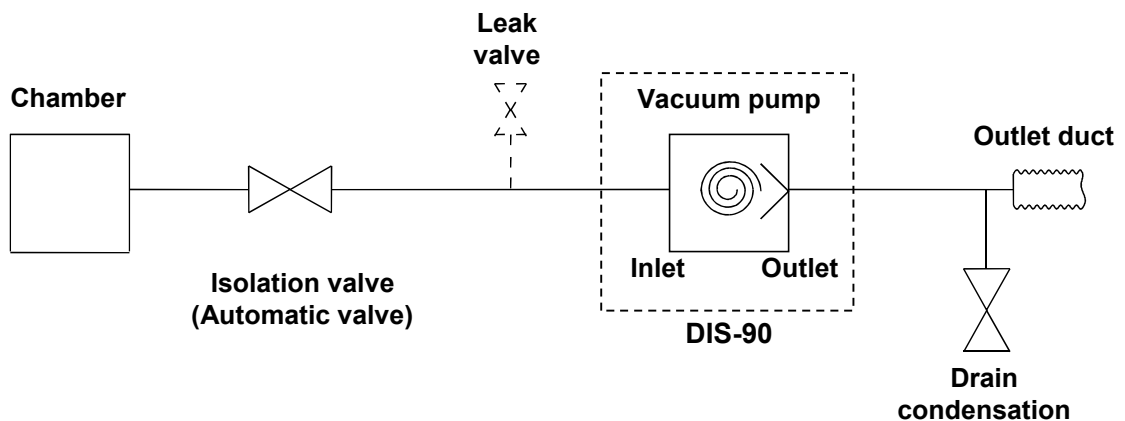 Leak
valve
Chamber
Vacuum pump
Outlet duct
Inlet
Outlet
Isolation valve
(Automatic valve)
DIS-90
Drain
condensation